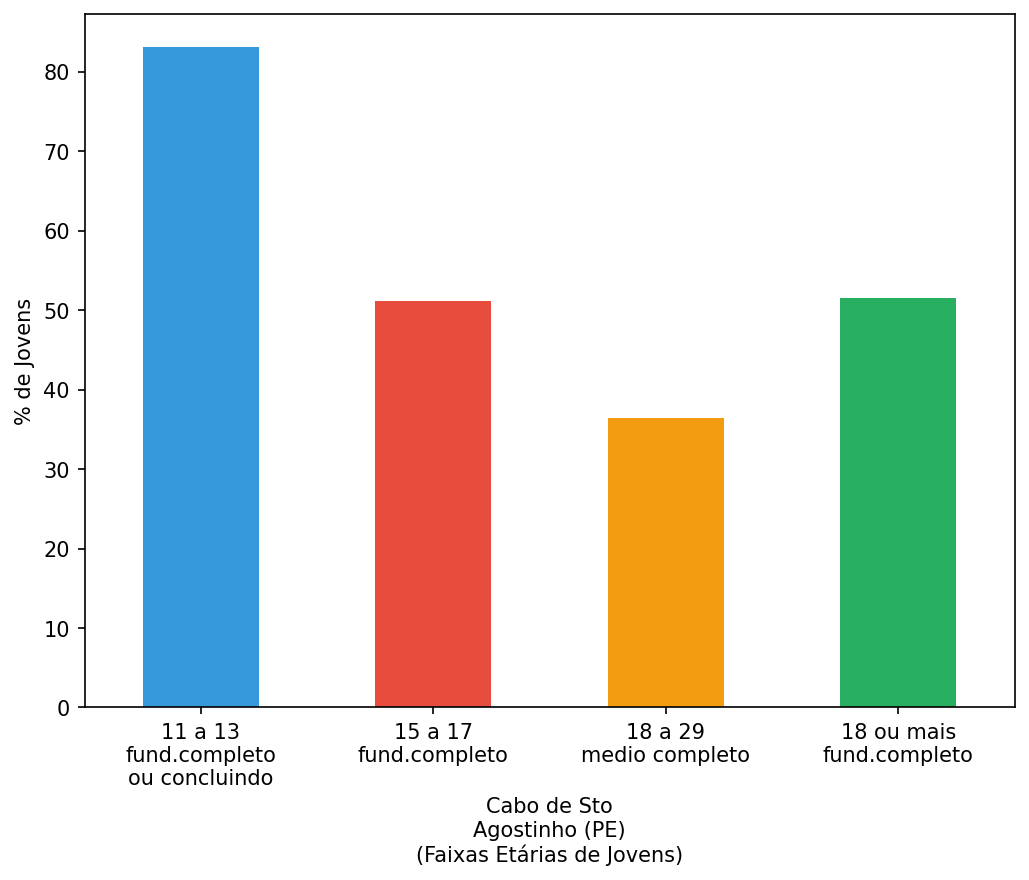 % de Jovens
80
70
60
50
40
30
20
10
0
11 a 13
fund.completo
ou concluindo
15 a 17
fund.completo
18 a 29
medio completo
18 ou mais
fund.completo
Cabo de Sto
Agostinho (PE)
(Faixas Etárias de Jovens)